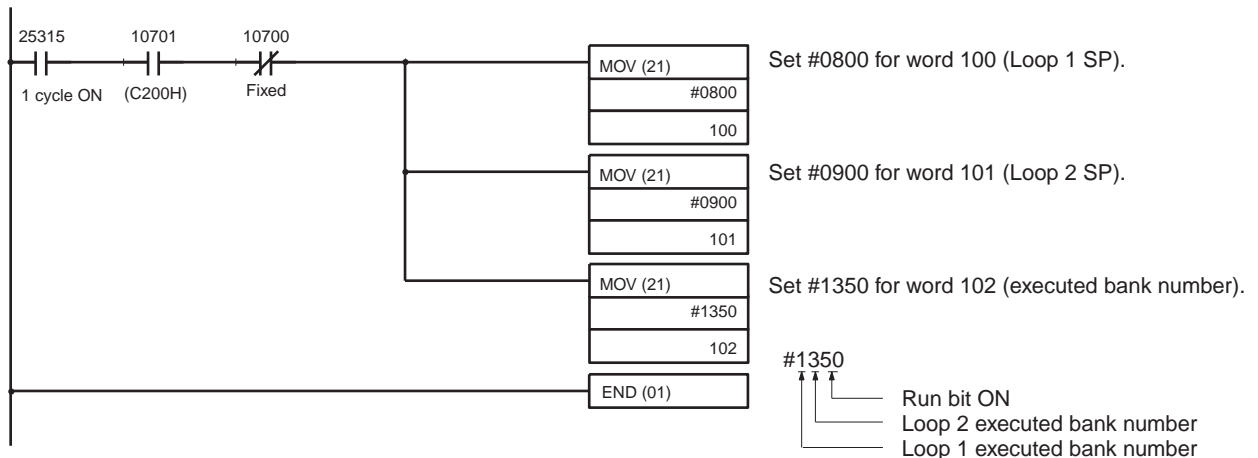 25315 10701 10700
1 cycle ON (C200H) Fixed
MOV (21) Set #0800 for word 100 (Loop 1 SP).
#0800
100
MOV (21) Set #0900 for word 101 (Loop 2 SP).
#0900
101
MOV (21) Set #1350 for word 102 (executed bank number).
#1350
102
#1350
END (01)
Run bit ON
Loop 2 executed bank number
Loop 1 executed bank number